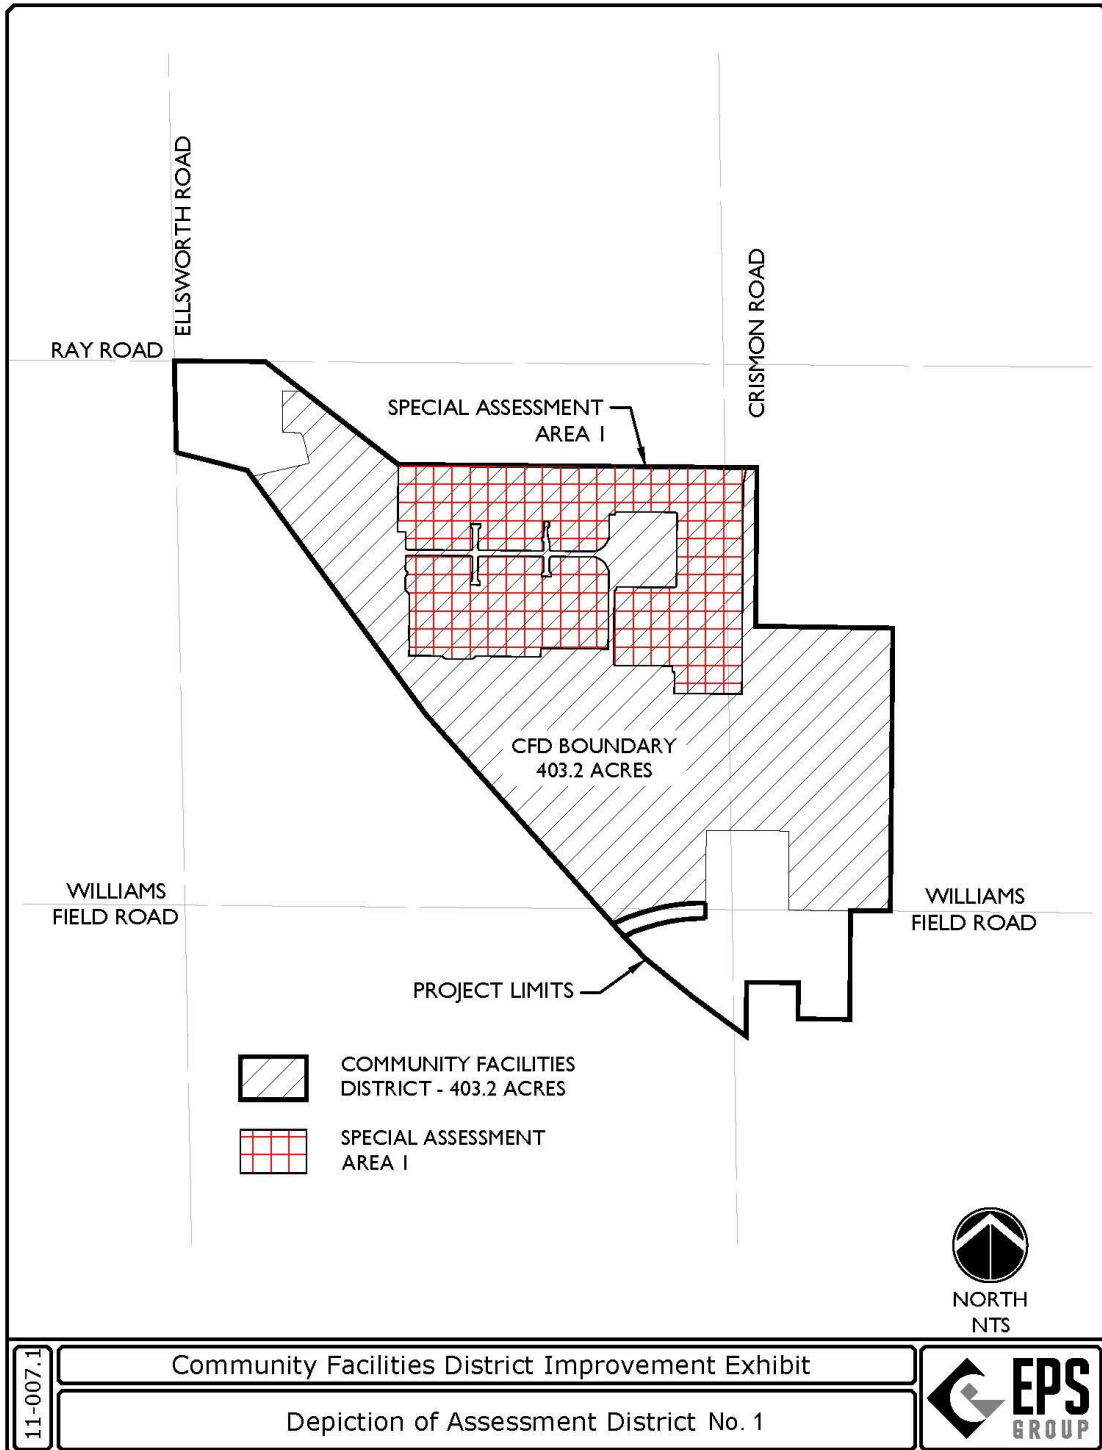 ELLSWORTH ROAD
CRISMON ROAD
RAY ROAD
SPECIAL ASSESSMENT
AREA 1
CFD BOUNDARY
403.2 ACRES
WILLIAMS
FIELD ROAD
WILLIAMS
FIELD ROAD
PROJECT LIMITS
COMMUNITY FACILITIES
DISTRICT - 403.2 ACRES
SPECIAL ASSESSMENT
AREA 1
NORTH
NTS
11-007.1
Community Facilities District Improvement Exhibit
Depiction of Assessment District No. 1
EPS
GROUP